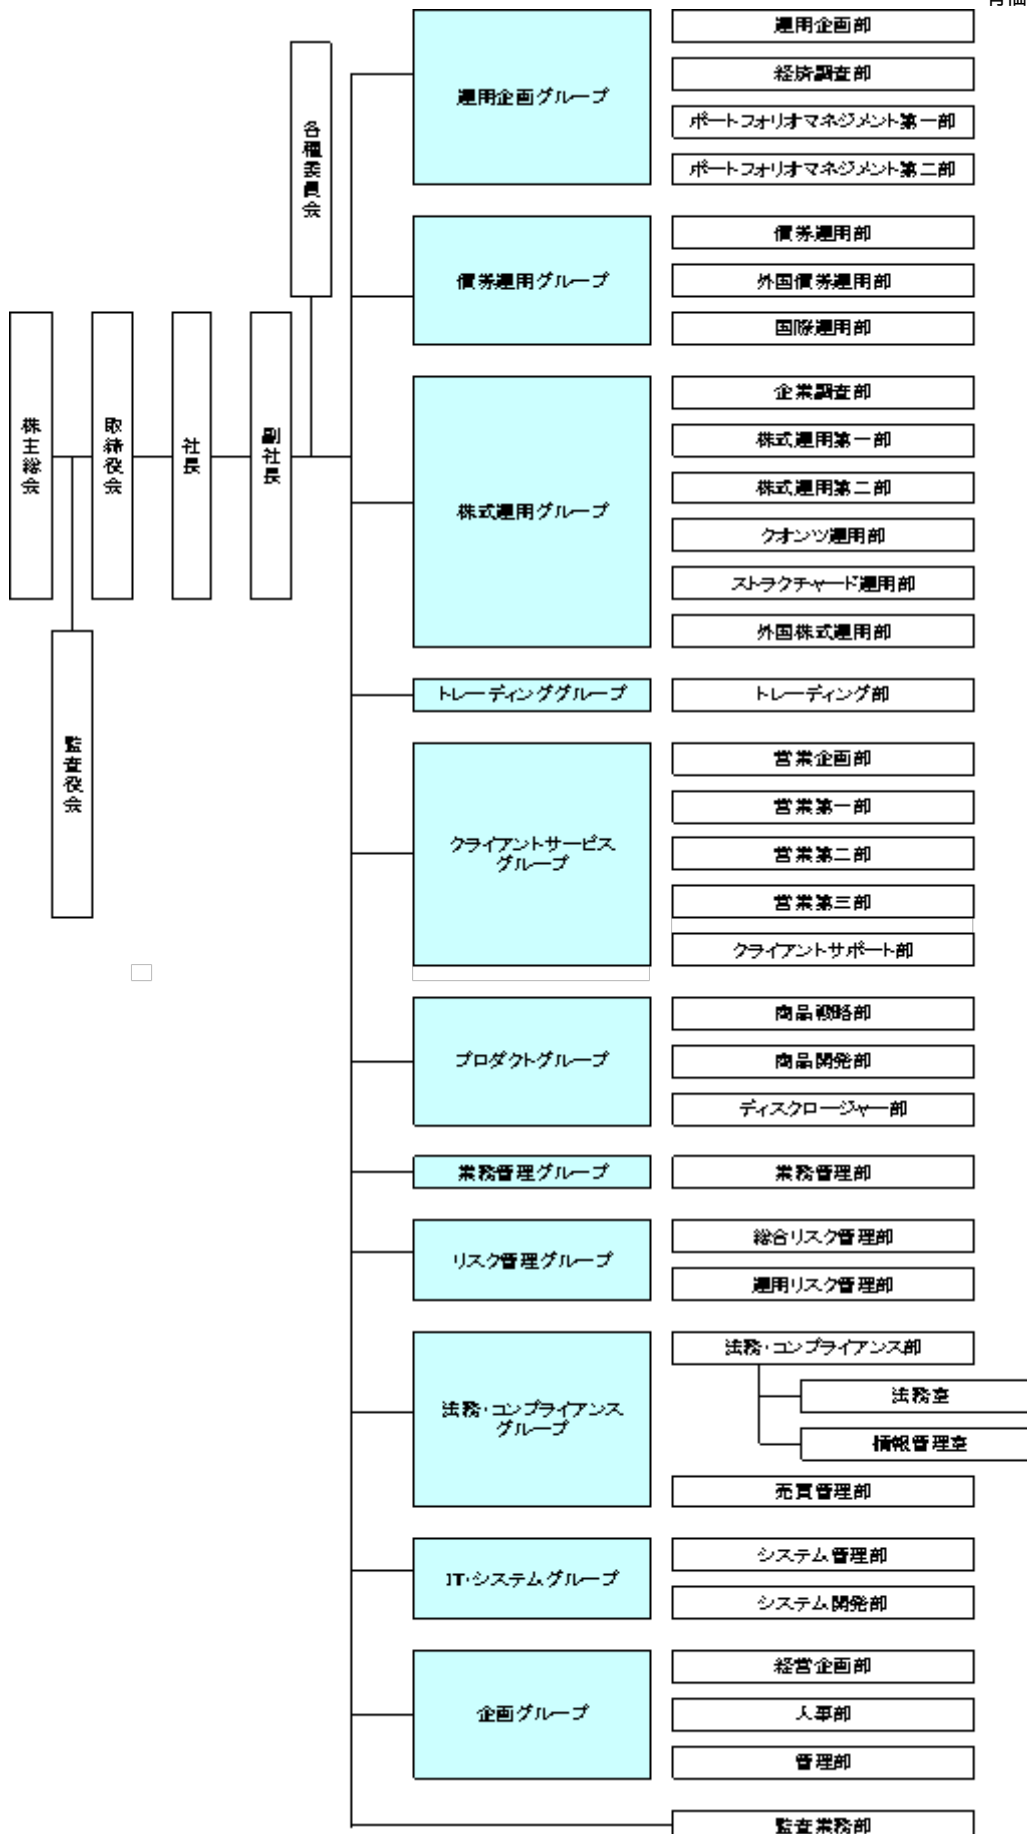 株主総会
取締役会
社長
副社長
各種委員会
監査役会
運用企画グループ
運用企画部
経済調査部
ポートフォリオマネジメント第一部
ポートフォリオマネジメント第二部
債券運用グループ
債券運用部
外国債券運用部
国際運用部
株式運用グループ
企業調査部
株式運用第一部
株式運用第二部
クオンツ運用部
ストラクチャード運用部
外国株式運用部
トレーディンググループ
トレーディング部
クライアントサービス
グループ
営業企画部
営業第一部
営業第二部
営業第三部
クライアントサポート部
プロダクトグループ
商品戦略部
商品開発部
ディスクロージャー部
業務管理グループ
業務管理部
リスク管理グループ
総合リスク管理部
運用リスク管理部
法務・コンプライアンス
グループ
法務・コンプライアンス部
法務室
情報管理室
売買管理部
IT・システムグループ
システム管理部
システム開発部
企画グループ
経営企画部
人事部
管理部
監査業務部